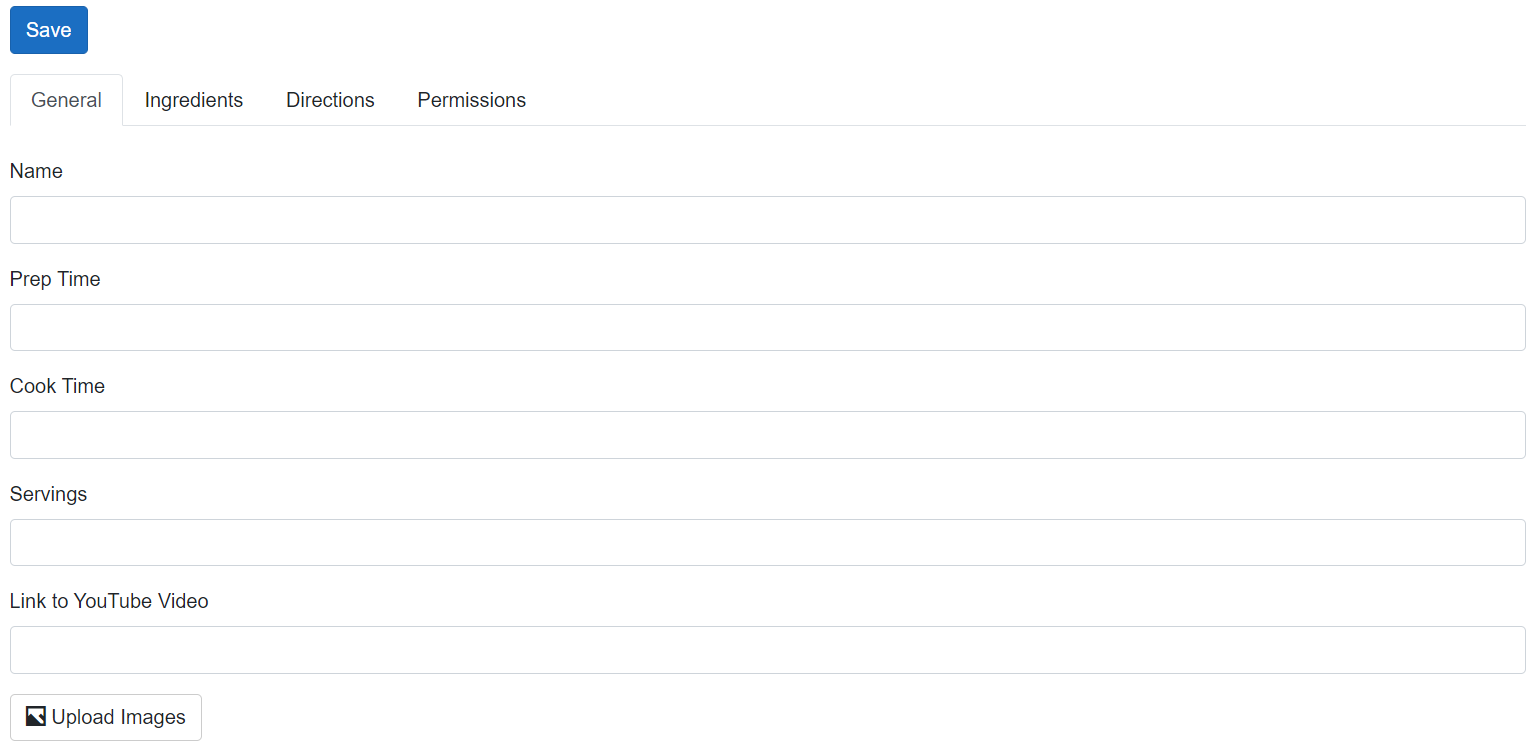 Save
General Ingredients Directions Permissions
Name
Prep Time
Cook Time
Servings
Link to YouTube Video
Upload Images